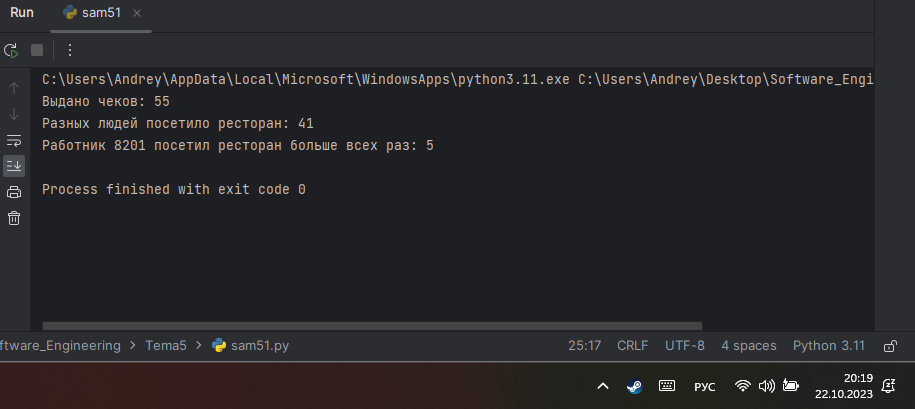 Run sam51
C:\Users\Andrey\AppData\Local\Microsoft\WindowsApps\python3.11.exe C:\Users\Andrey\Desktop\Software_Engi
Выдано чеков: 55
Разных людей посетило ресторан: 41
Работник 8201 посетил ресторан больше всех раз: 5
Process finished with exit code 0
ftware_Engineering > Tema5 > sam51.py 25:17 CRLF UTF-8 4 spaces Python 3.11
РУС 20:19
22.10.2023